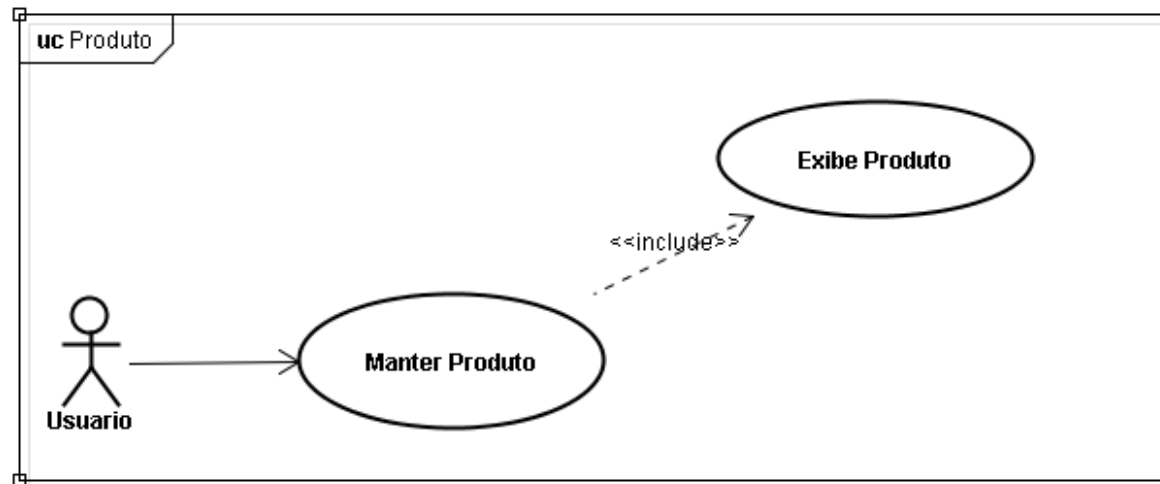 uc Produto
Exibe Produto
<<include>>
Manter Produto
Usuario